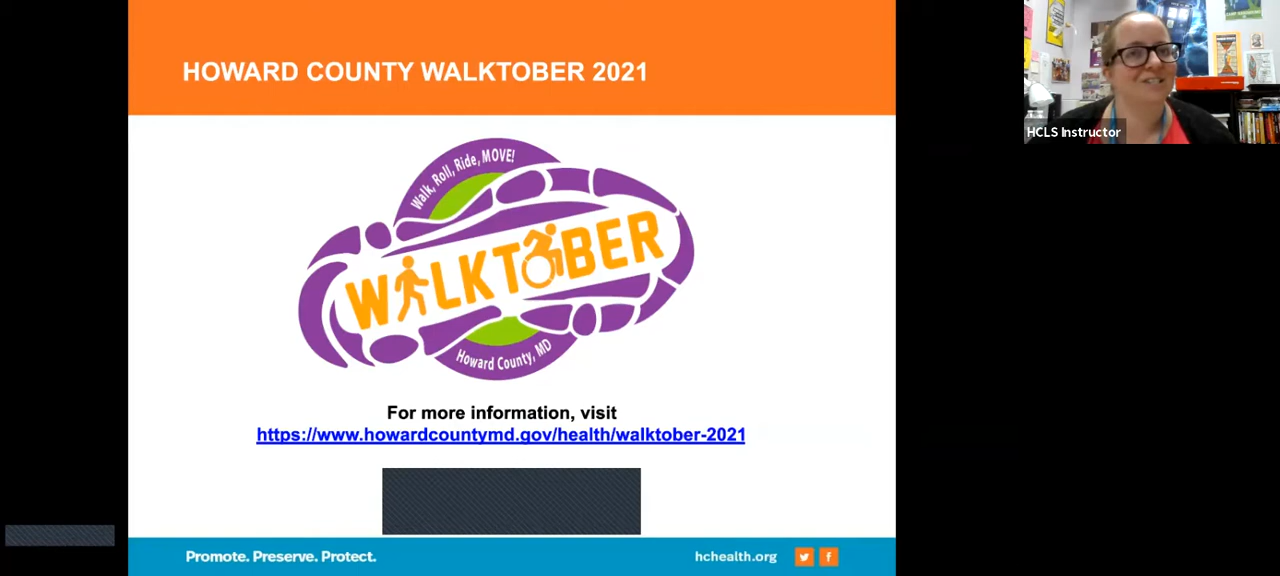 HOWARD COUNTY WALKTOBER 2021
HCLS Instructor
Walk, Roll, Ride, MOVE!
WALKTOBER
Howard County, MD
For more information, visit
https://www.howardcountymd.gov/health/walktober-2021
Promote. Preserve. Protect.
hchealth.org